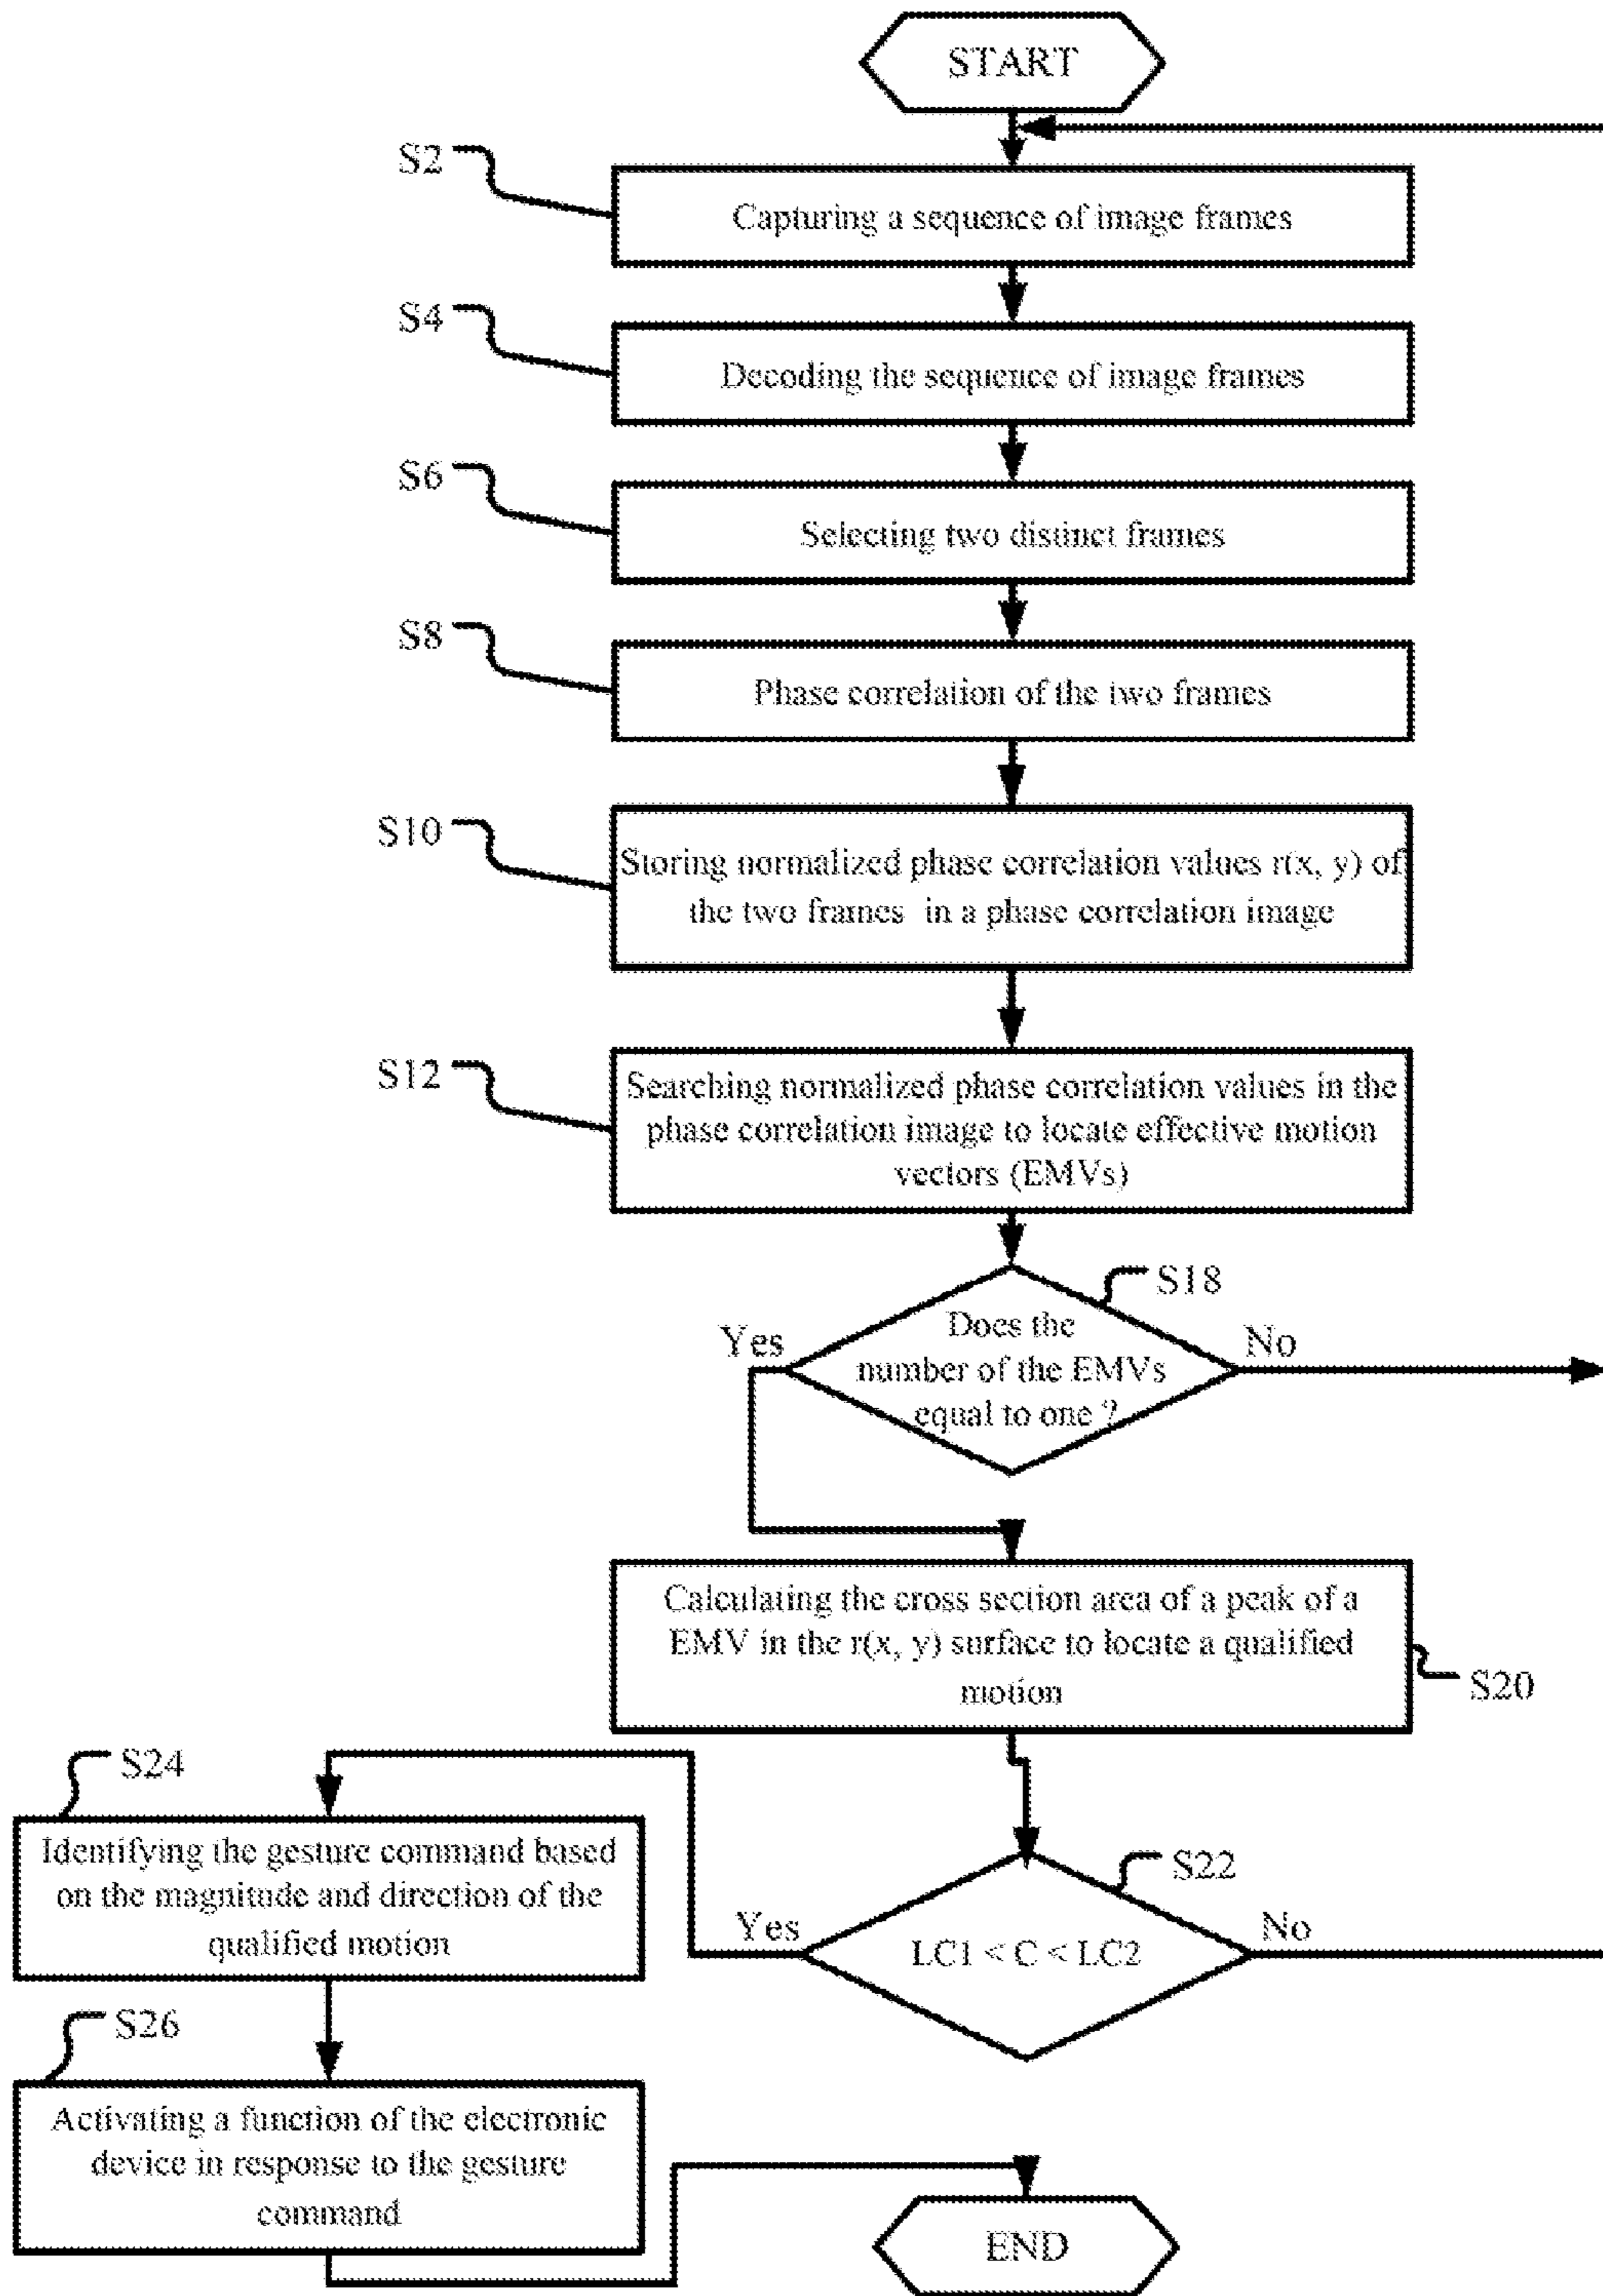 START
S2
Capturing a sequence of image frames
S4
Decoding the sequence of image frames
S6
Selecting two distinct frames
S8
Phase correlation of the two frames
S10
Storing normalized phase correlation values r(x, y) of
the two frames in a phase correlation image
S12
Searching normalized phase correlation values in the
phase correlation image to locate effective motion
vectors (EMVs)
S18
Does the
number of the EMVs
equal to one ?
Yes
No
Calculating the cross section area of a peak of a
EMV in the r(x, y) surface to locate a qualified
motion
S20
S24
Identifying the gesture command based
on the magnitude and direction of the
qualified motion
S22
Yes
LC1 < C < LC2
No
S26
Activating a function of the electronic
device in response to the gesture
command
END